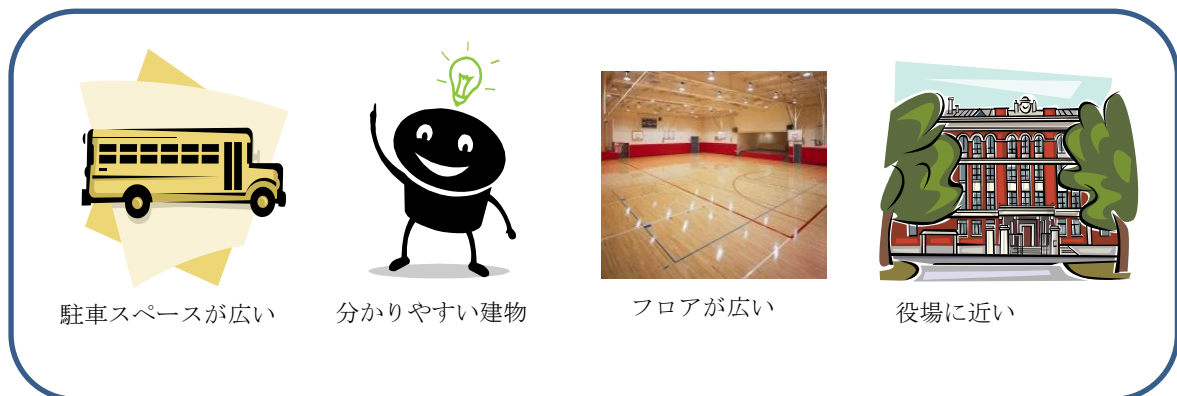 駐車スペースが広い
分かりやすい建物
フロアが広い
役場に近い